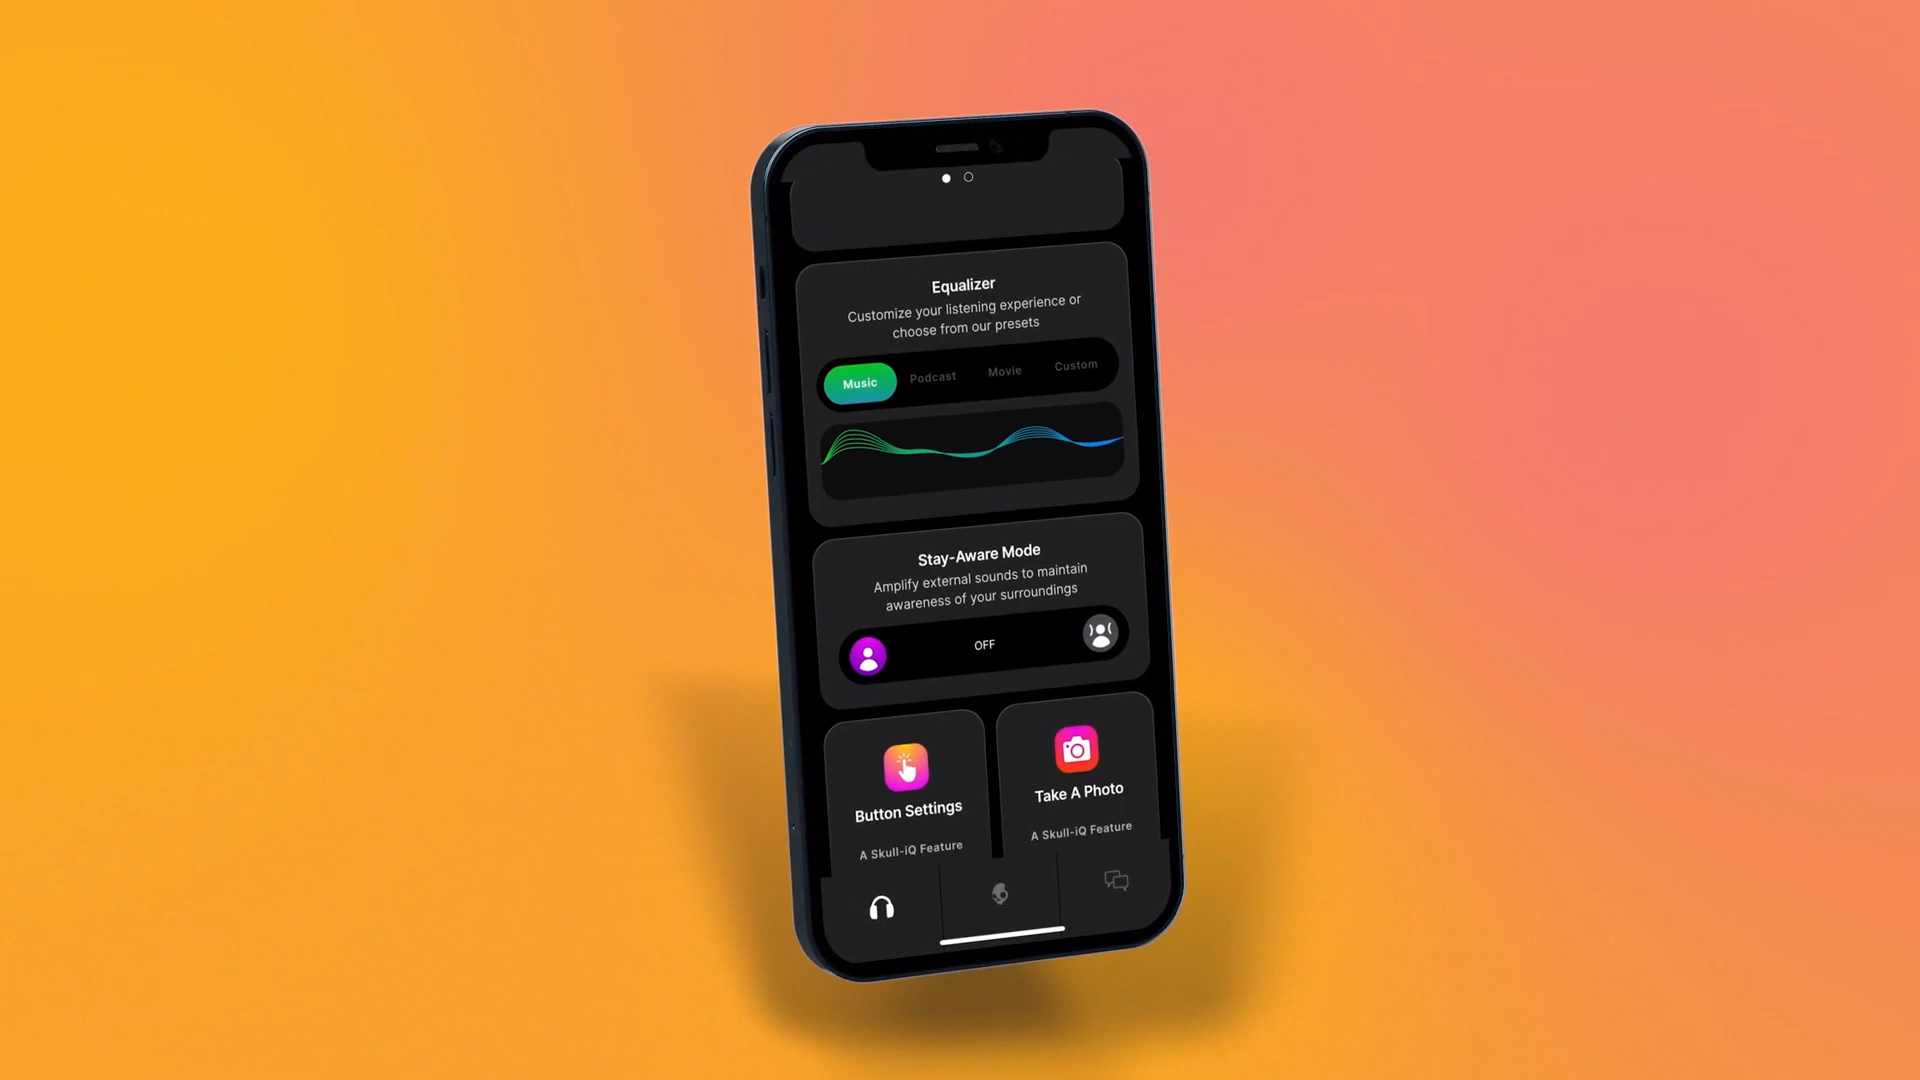 Equalizer
Customize your listening experience or
choose from our presets
Music Podcast Movie Custom
Stay-Aware Mode
Amplify external sounds to maintain
awareness of your surroundings
OFF
Button Settings
A Skull-iQ Feature
Take A Photo
A Skull-iQ Feature